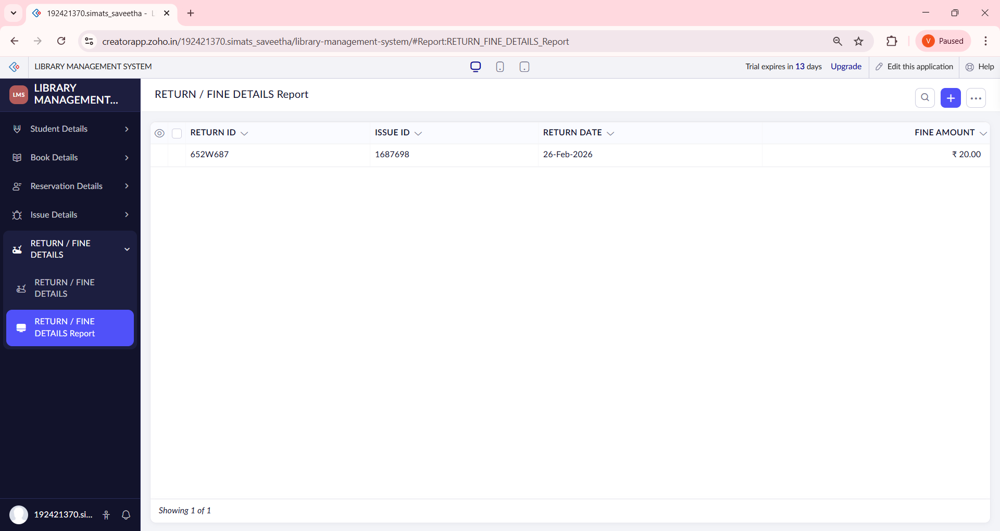 192421370.simats_saveetha -
creatorapp.zoho.in/192421370.simats_saveetha/library-management-system/#Report:RETURN_FINE_DETAILS_Report
V Paused
LIBRARY MANAGEMENT SYSTEM
Trial expires in 13 days Upgrade Edit this application Help
LMS
LIBRARY
MANAGEMENT...
Student Details
Book Details
Reservation Details
Issue Details
RETURN / FINE
DETAILS
RETURN / FINE
DETAILS
RETURN / FINE
DETAILS Report
192421370.si...
RETURN / FINE DETAILS Report
RETURN ID ISSUE ID RETURN DATE FINE AMOUNT
652W687 1687698 26-Feb-2026 ₹ 20.00
Showing 1 of 1